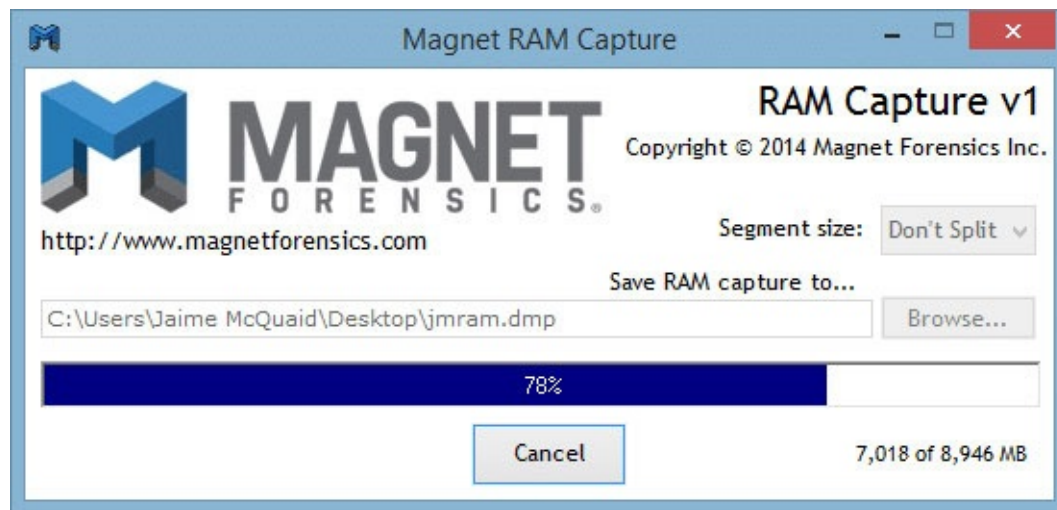 Magnet RAM Capture
MAGNET
FORENSICS®
http://www.magnetforensics.com
RAM Capture v1
Copyright © 2014 Magnet Forensics Inc.
Segment size: Don't Split
Save RAM capture to...
C:\Users\Jaime McQuaid\Desktop\jmram.dmp Browse...
78%
Cancel
7,018 of 8,946 MB